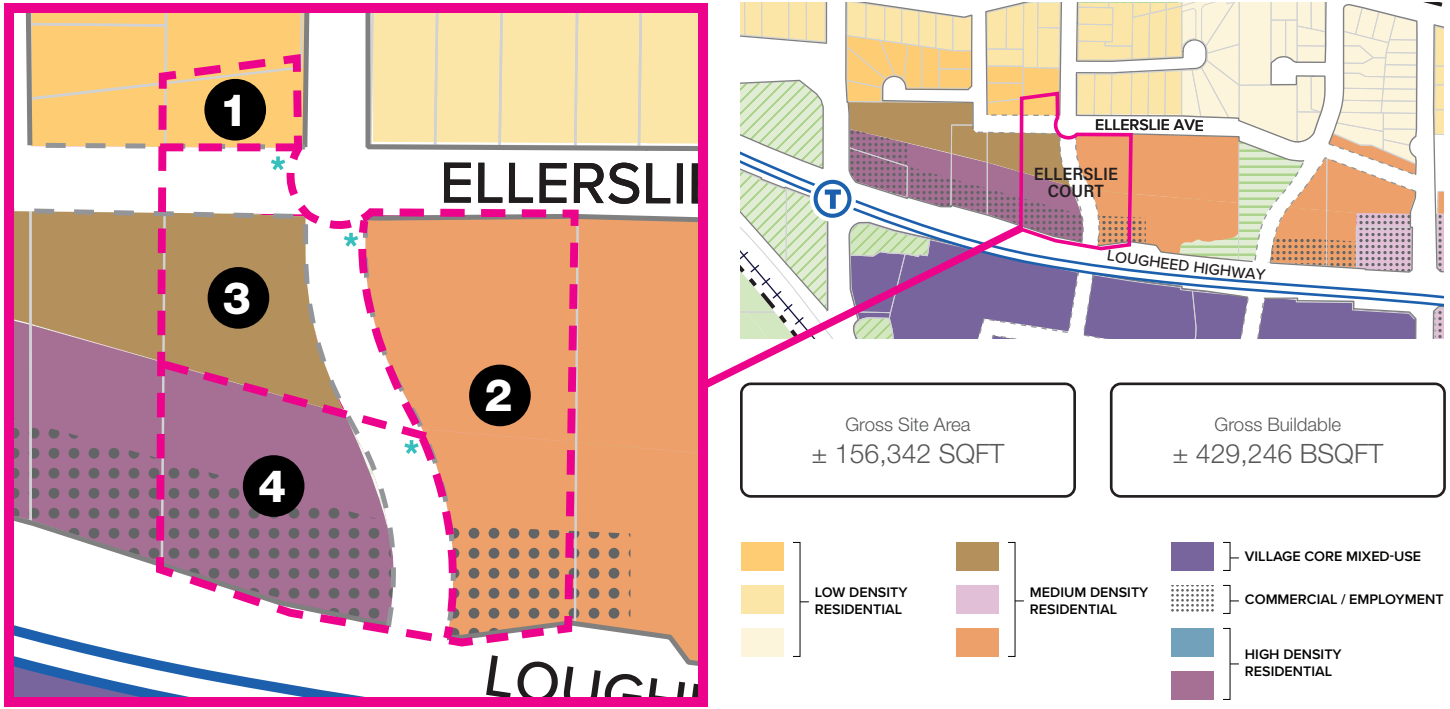 1
*
ELLERSLI
*
3
2
*
4
LOUGH
ELLERSLIE AVE
ELLERSLIE
COURT
T
LOUGHEED HIGHWAY
Gross Site Area
± 156,342 SQFT
Gross Buildable
± 429,246 BSQFT
LOW DENSITY
RESIDENTIAL
MEDIUM DENSITY
RESIDENTIAL
VILLAGE CORE MIXED-USE
COMMERCIAL / EMPLOYMENT
HIGH DENSITY
RESIDENTIAL